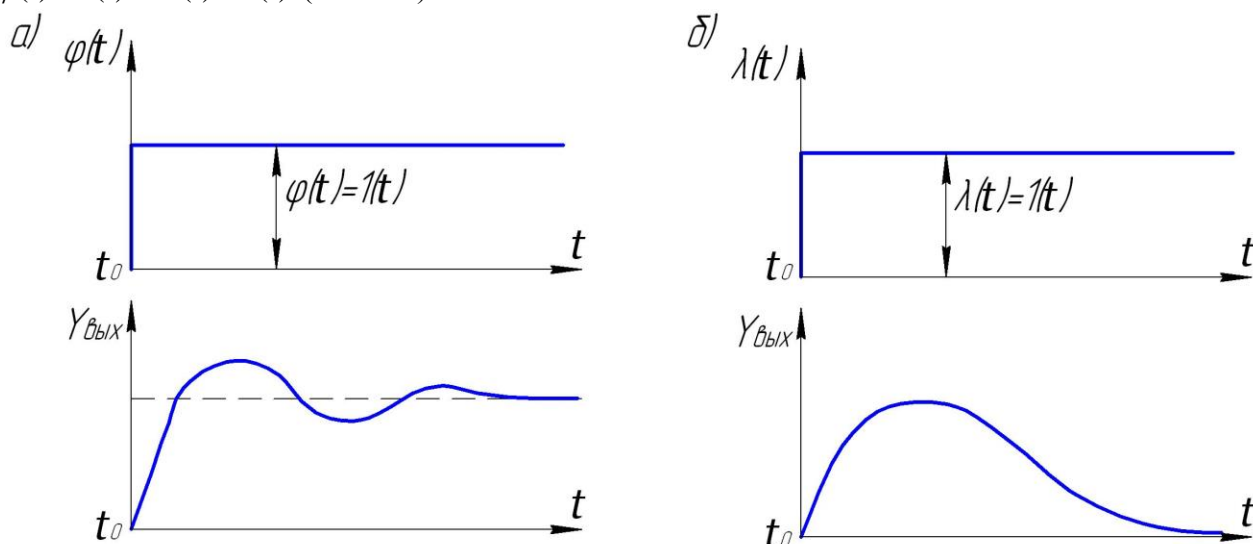 а)
φ(t)
φ(t)=1(t)
t₀
t
Yвых
t₀
t
б)
λ(t)
λ(t)=1(t)
t₀
t
Yвых
t₀
t